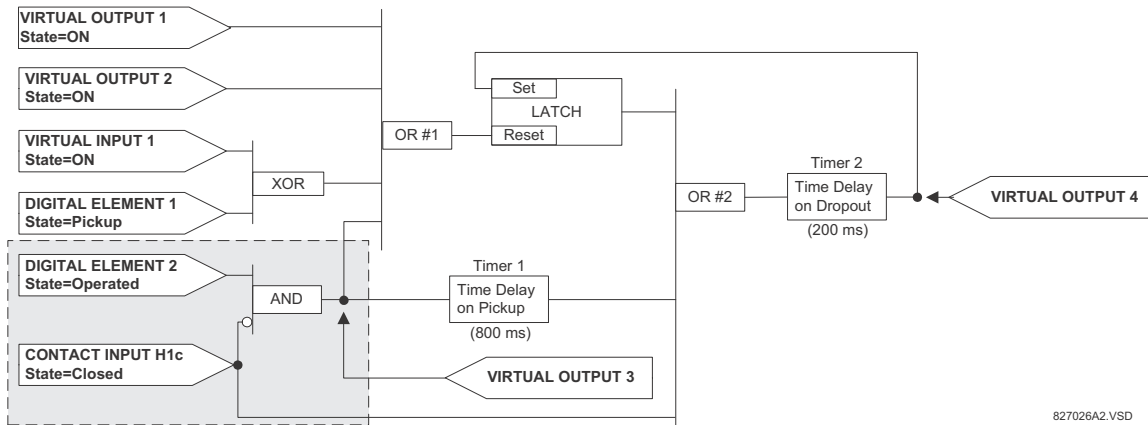 VIRTUAL OUTPUT 1
State=ON
VIRTUAL OUTPUT 2
State=ON
VIRTUAL INPUT 1
State=ON
XOR
DIGITAL ELEMENT 1
State=Pickup
DIGITAL ELEMENT 2
State=Operated
AND
CONTACT INPUT H1c
State=Closed
OR #1
Set
LATCH
Reset
Timer 1
Time Delay
on Pickup
(800 ms)
VIRTUAL OUTPUT 3
OR #2
Timer 2
Time Delay
on Dropout
(200 ms)
VIRTUAL OUTPUT 4
827026A2.VSD